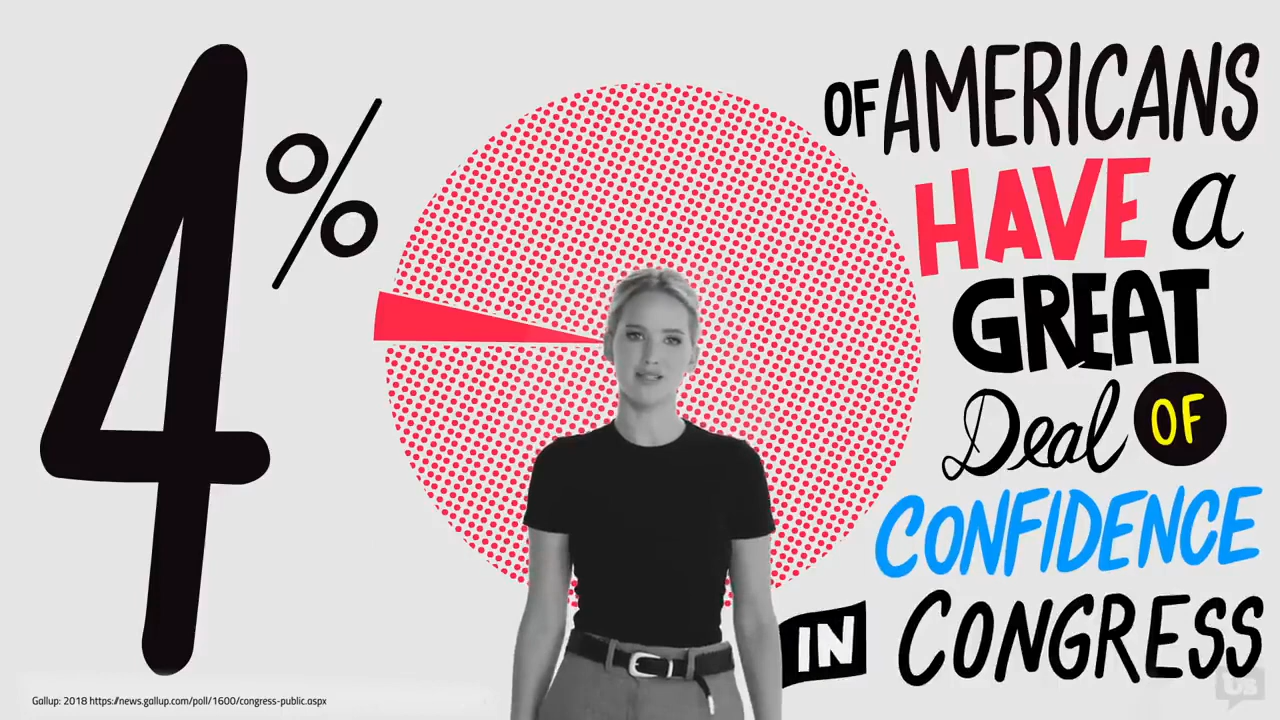 4%
OF AMERICANS
HAVE a
GREAT
Deal OF
CONFIDENCE
IN CONGRESS
Gallup: 2018 https://news.gallup.com/poll/1600/congress-public.aspx
US